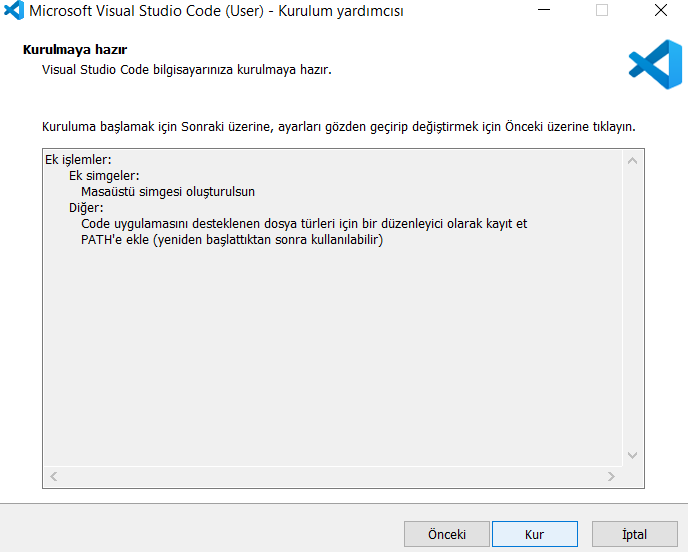 Microsoft Visual Studio Code (User) - Kurulum yardımcısı
Kurulmaya hazır
Visual Studio Code bilgisayarınıza kurulmaya hazır.
Kuruluma başlamak için Sonraki üzerine, ayarları gözden geçirip değiştirmek için Önceki üzerine tıklayın.
Ek işlemler:
Ek simgeler:
Masaüstü simgesi oluşturulsun
Diğer:
Code uygulamasını desteklenen dosya türleri için bir düzenleyici olarak kayıt et
PATH'e ekle (yeniden başlattıktan sonra kullanılabilir)
Önceki Kur İptal